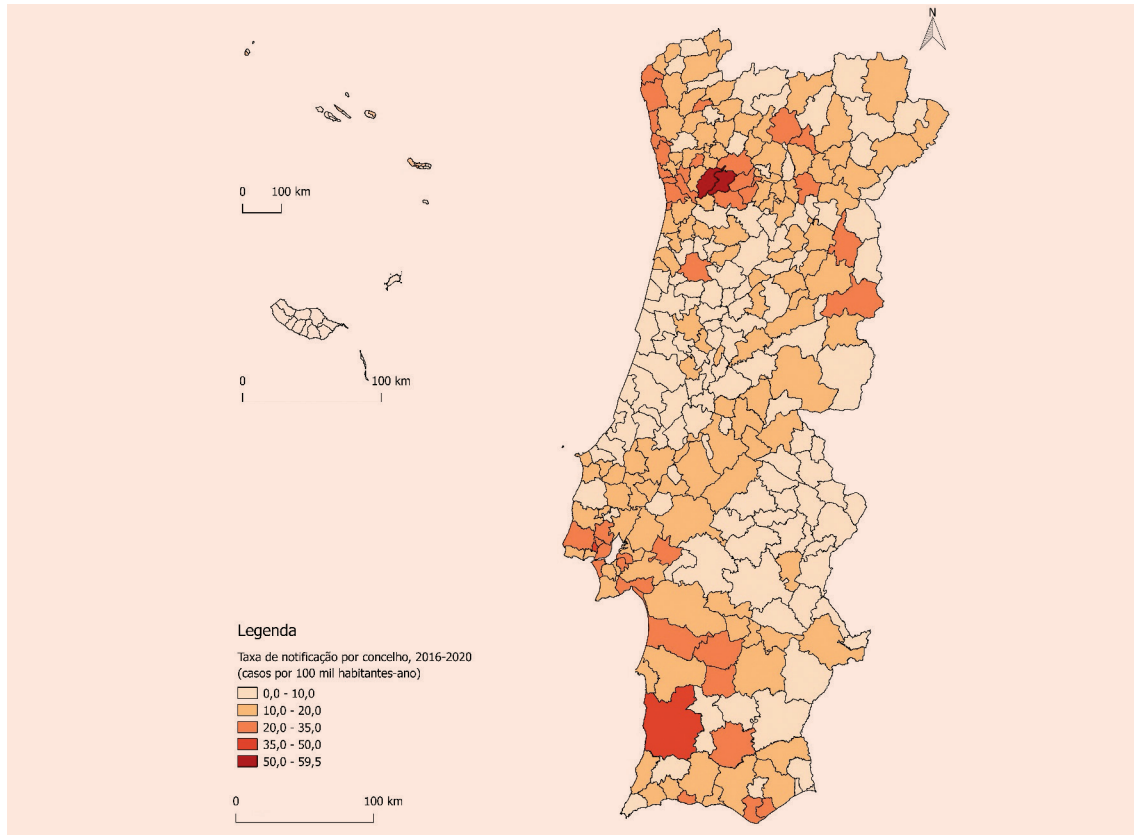 N
0 100 km
0 100 km
Legenda
Taxa de notificação por concelho, 2016-2020
(casos por 100 mil habitantes-ano)
0,0 - 10,0
10,0 - 20,0
20,0 - 35,0
35,0 - 50,0
50,0 - 59,5
0 100 km